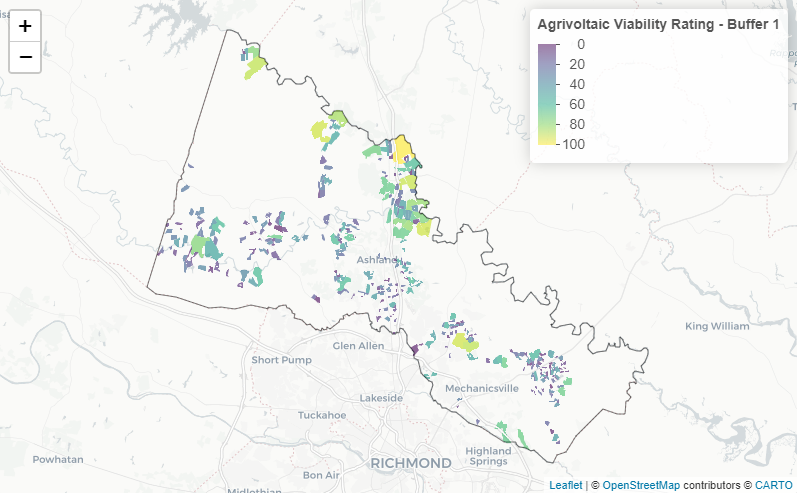 +
−
Agrivoltaic Viability Rating - Buffer 1
0
20
40
60
80
100
Ashland
King William
Glen Allen
Short Pump
Mechanicsville
Lakeside
Tuckahoe
Highland
Springs
Powhatan
RICHMOND
Bon Air
Midlothian
Leaflet | © OpenStreetMap contributors © CARTO